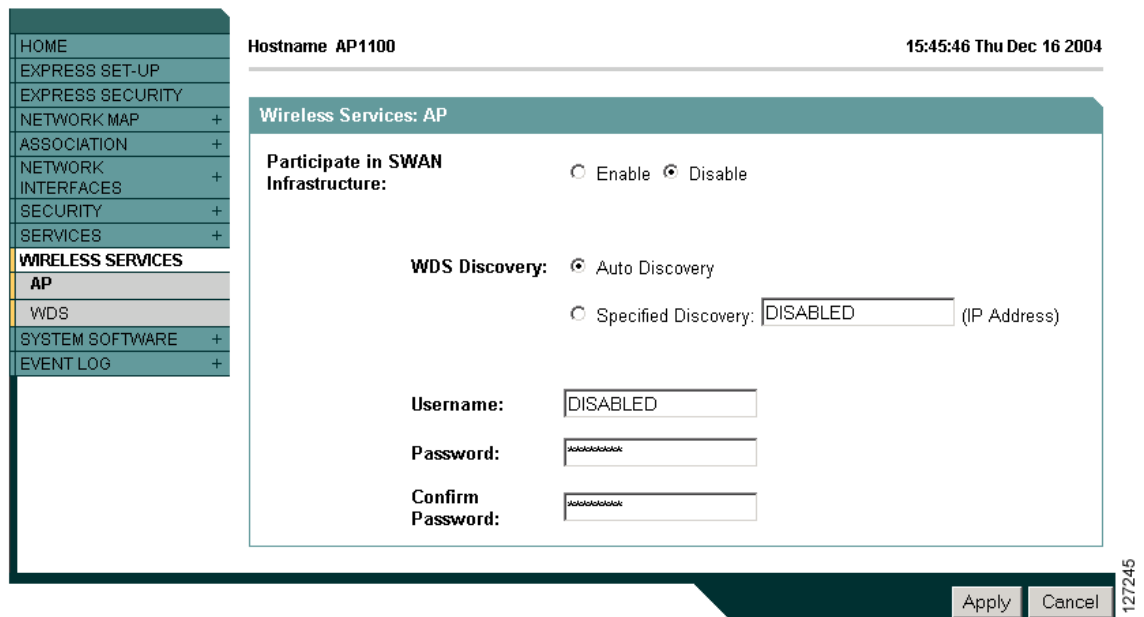 HOME
EXPRESS SET-UP
EXPRESS SECURITY
NETWORK MAP +
ASSOCIATION +
NETWORK
INTERFACES +
SECURITY +
SERVICES +
WIRELESS SERVICES
AP
WDS
SYSTEM SOFTWARE +
EVENT LOG +
Hostname AP1100
15:45:46 Thu Dec 16 2004
Wireless Services: AP
Participate in SWAN
Infrastructure:
Enable Disable
WDS Discovery: Auto Discovery
Specified Discovery: DISABLED (IP Address)
Username: DISABLED
Password: *********
Confirm
Password: *********
Apply Cancel
127245